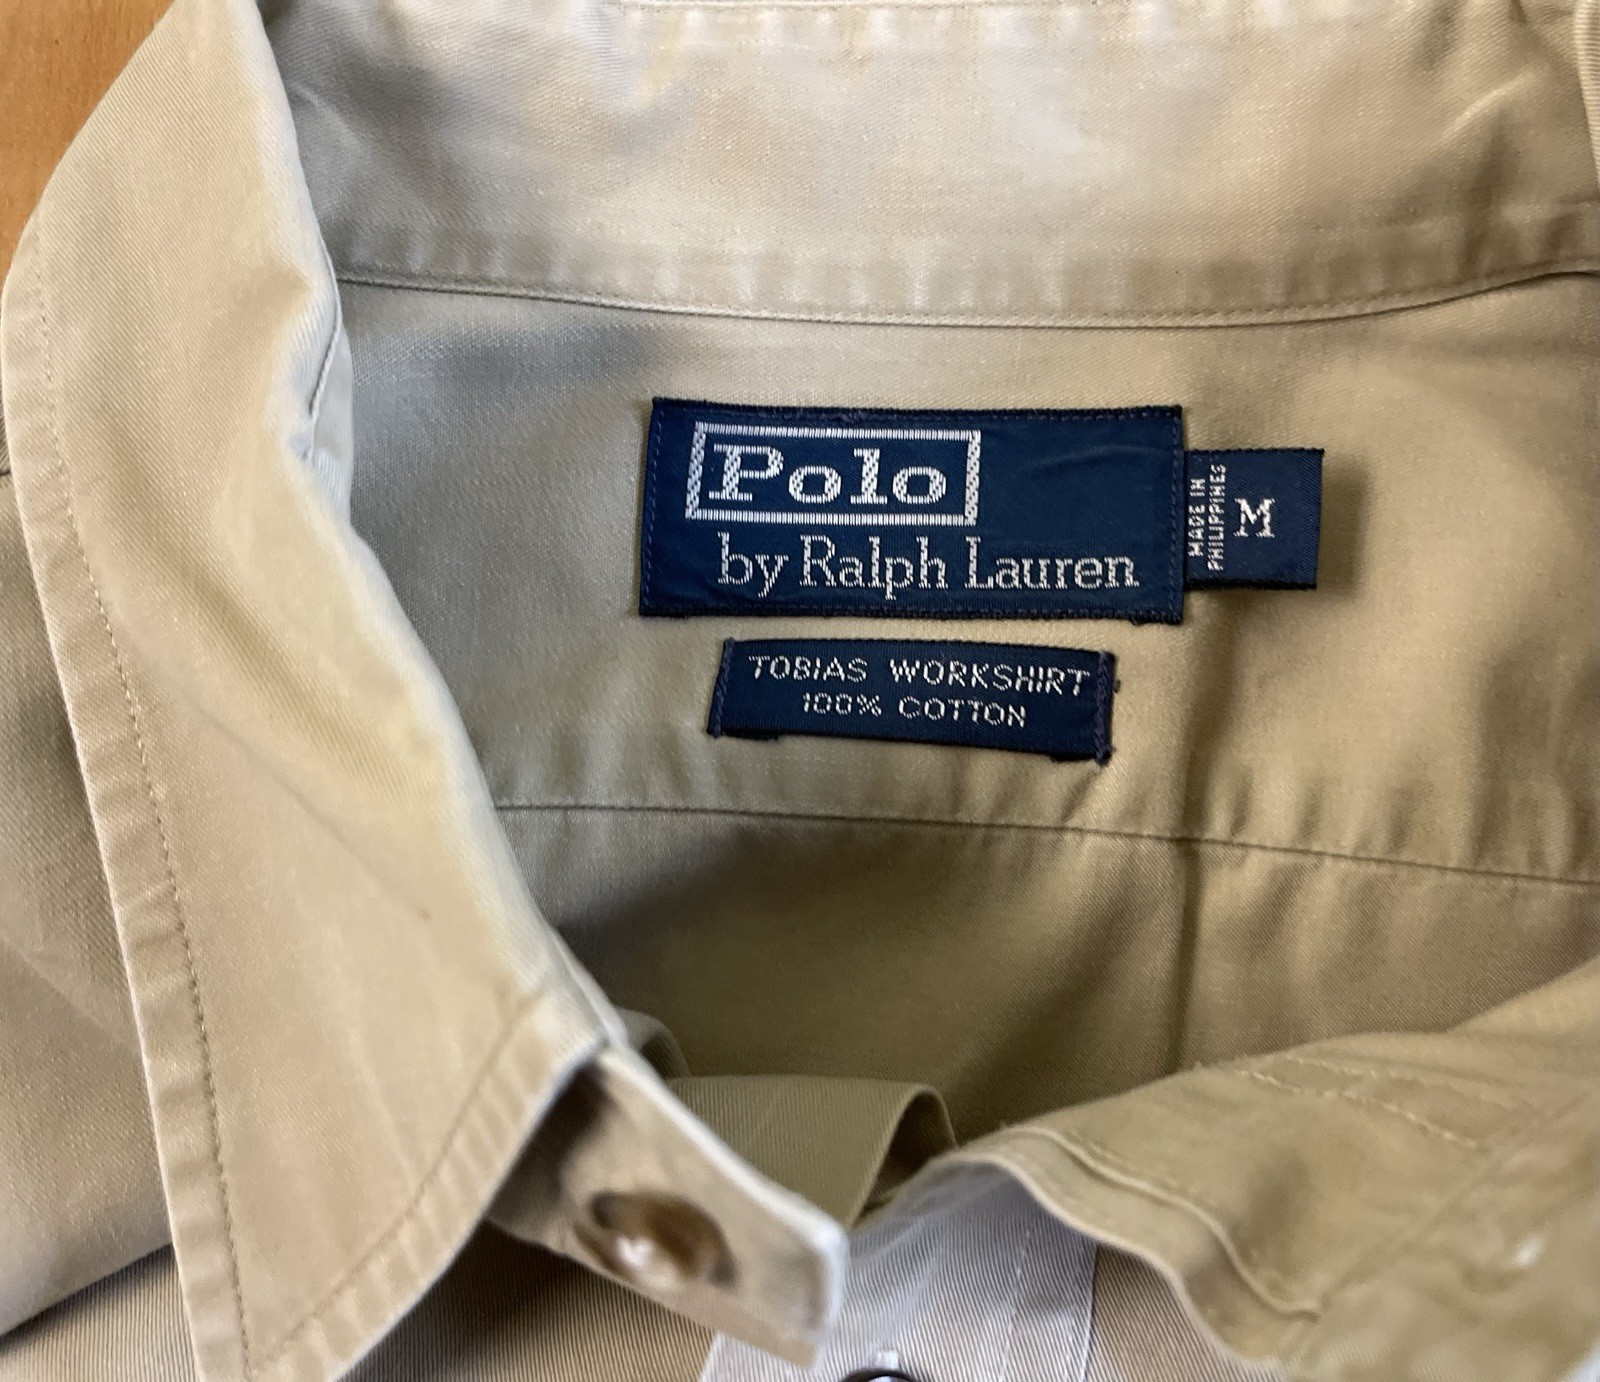 Polo
by Ralph Lauren
MADE IN
PHILIPPINES
M
TOBIAS WORKSHIRT
100% COTTON